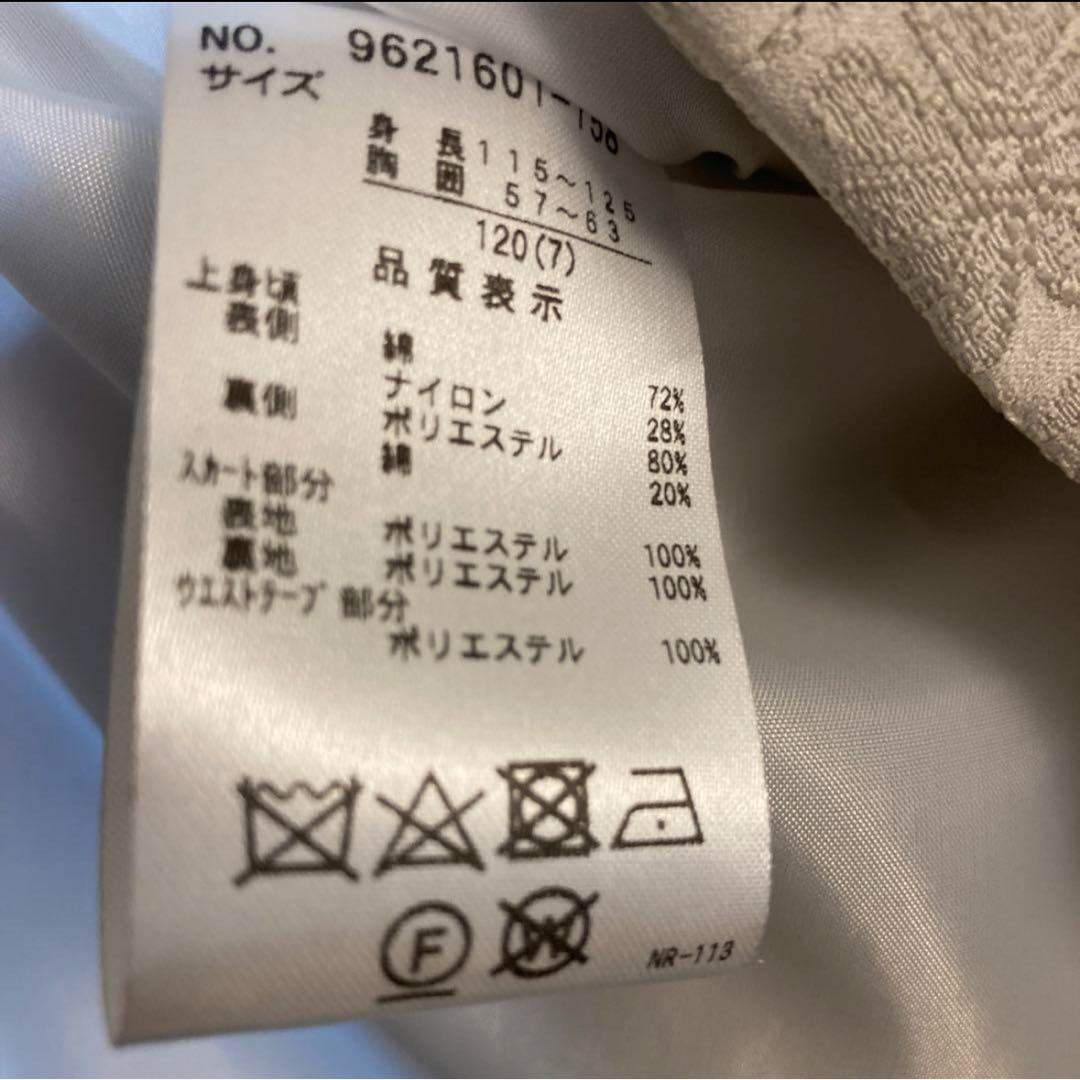 NO. 9621601-758
サイズ
身長 115～125
胸囲 57～63
120(7)
品質表示
上身頃
表側 綿 72%
ナイロン 28%
裏側 ポリエステル 80%
綿 20%
スカート部分
表地 ポリエステル 100%
裏地 ポリエステル 100%
ウエストテープ部分
ポリエステル 100%
F W
NR-113